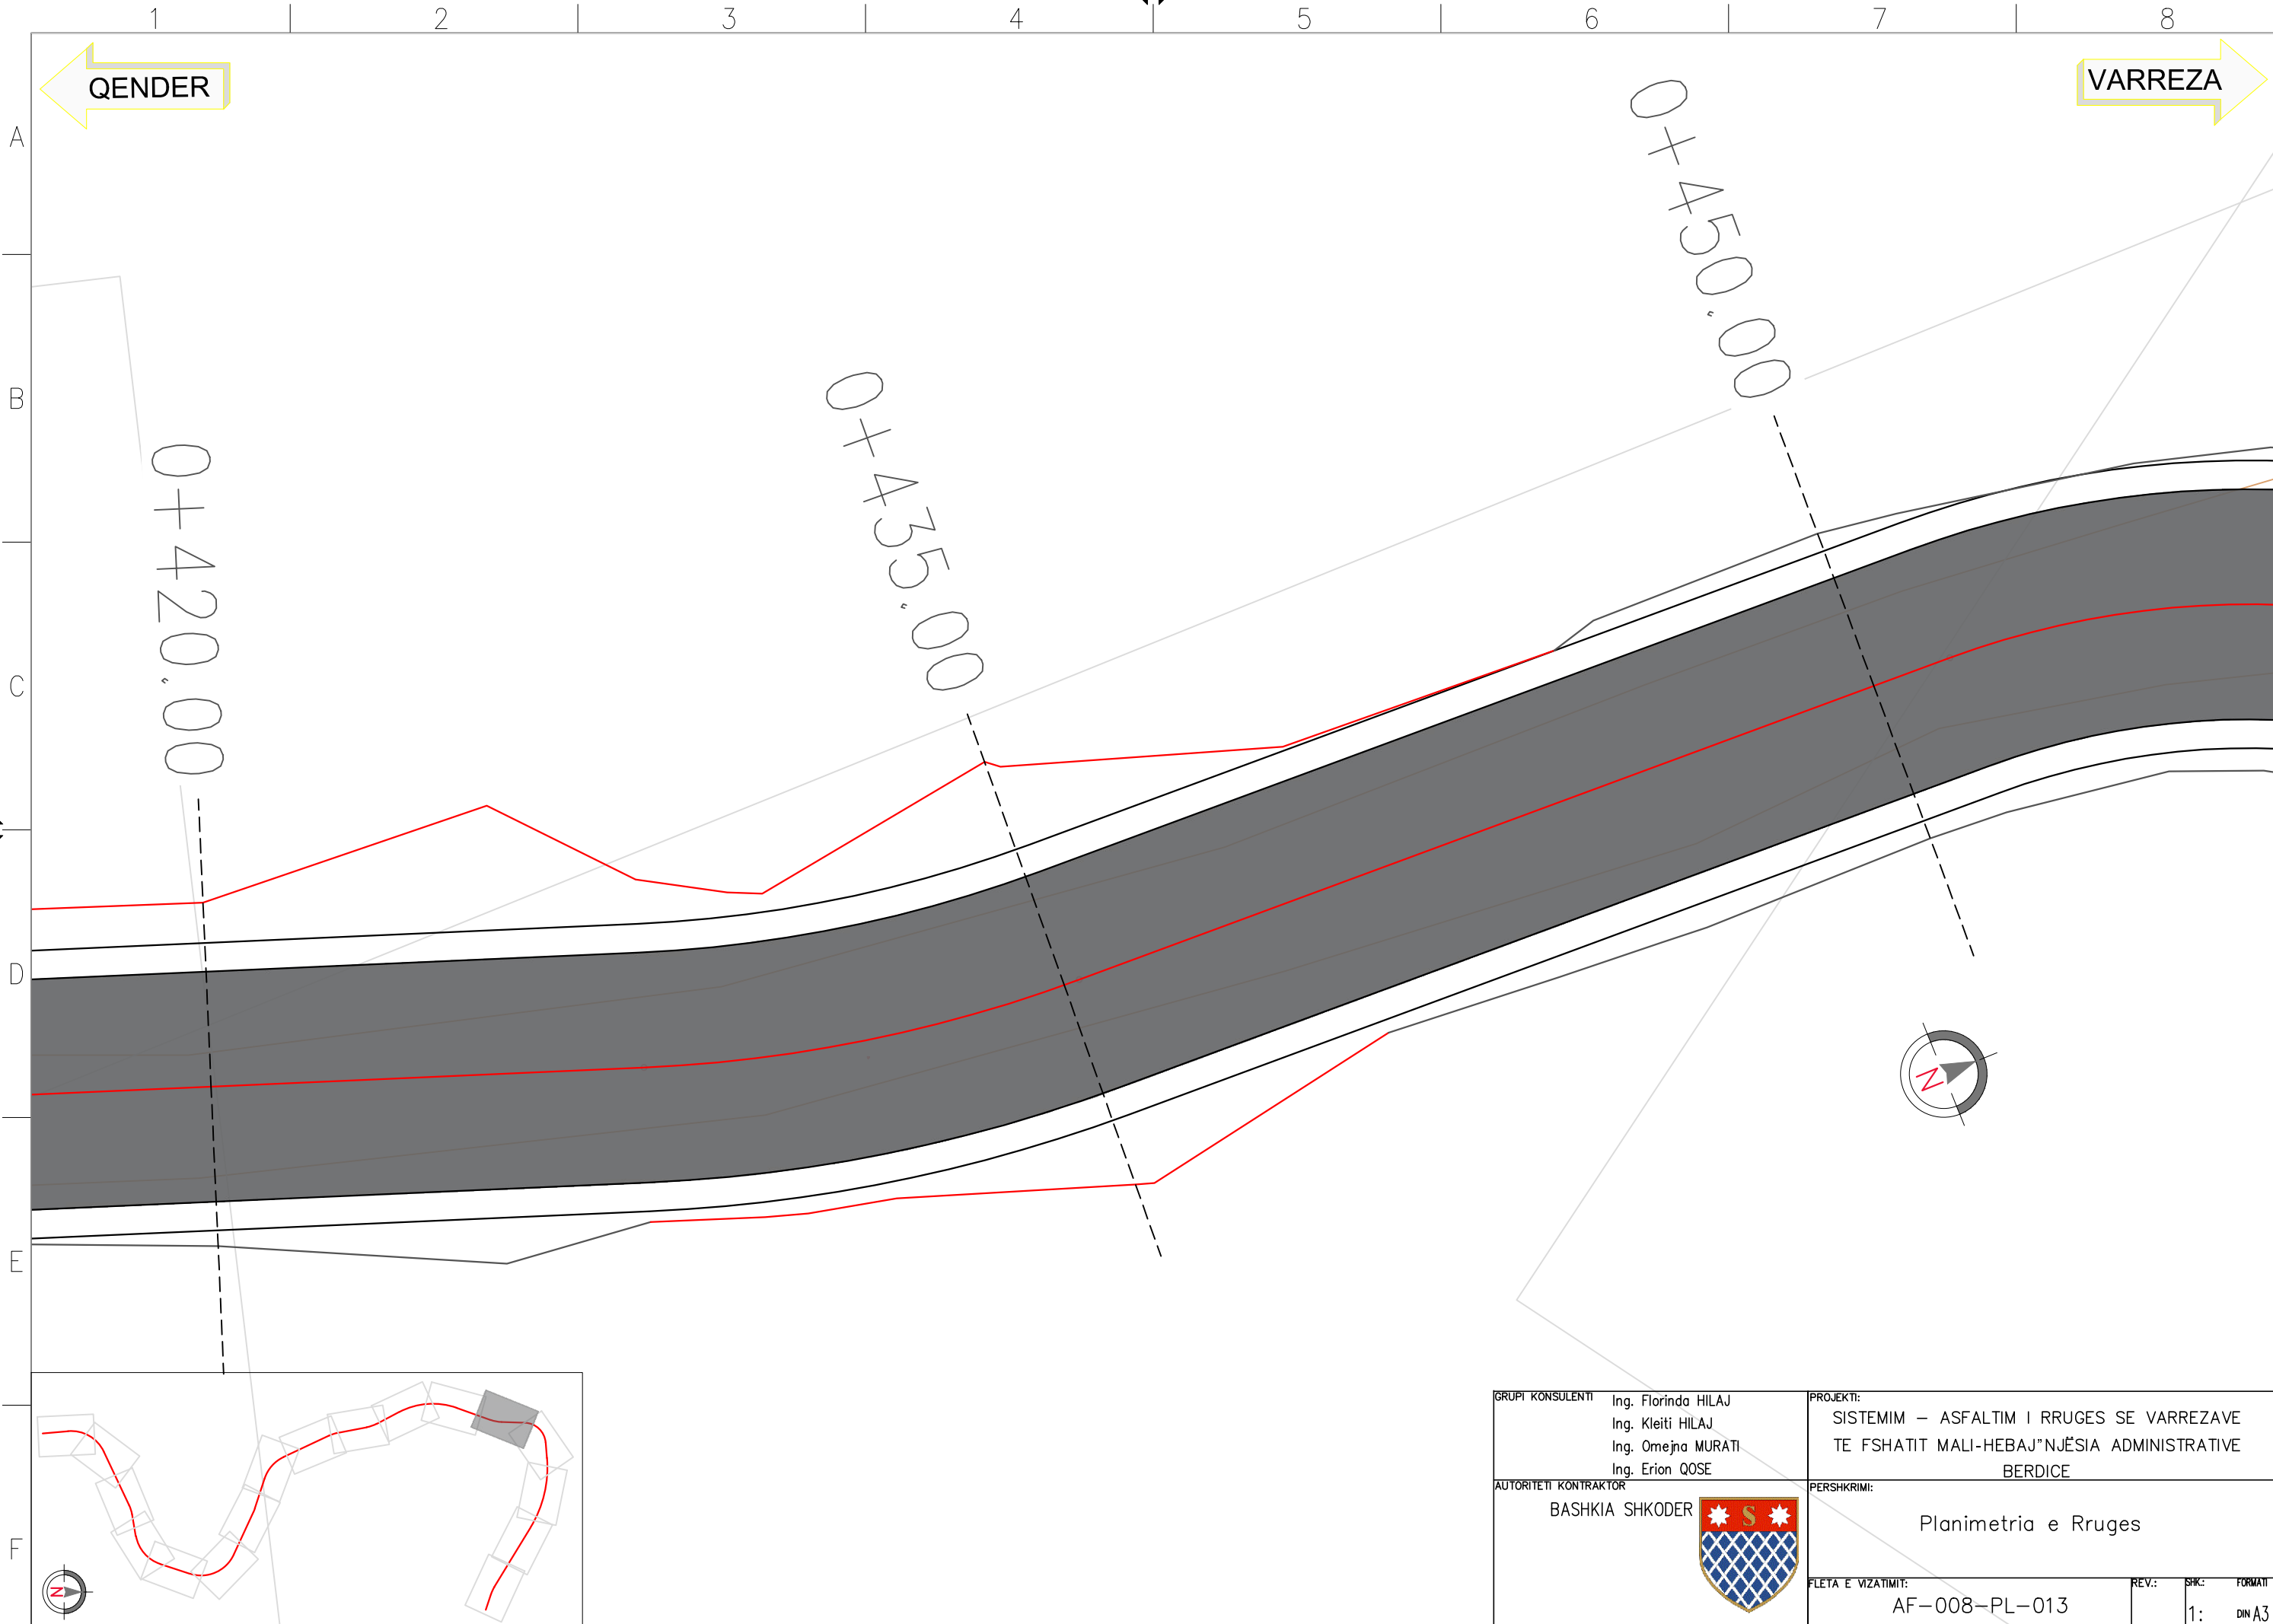 1 2 3 4 5 6 7 8
QENDER
VARREZA
A
B
C
D
E
F
0+420.00
0+435.00
0+450.00
N
N
GRUPI KONSULENTI
Ing. Florinda HILAJ
Ing. Kleiti HILAJ
Ing. Omejna MURATI
Ing. Erion QOSE
AUTORITETI KONTRAKTOR
BASHKIA SHKODER
S
PROJEKTI:
SISTEMIM - ASFALTIM I RRUGES SE VARREZAVE
TE FSHATIT MALI-HEBAJ"NJËSIA ADMINISTRATIVE
BERDICE
PERSHKRIMI:
Planimetria e Rruges
FLETA E VIZATIMIT:
AF-008-PL-013
REV.:
SHK.:
1:
FORMATI
DIN A3